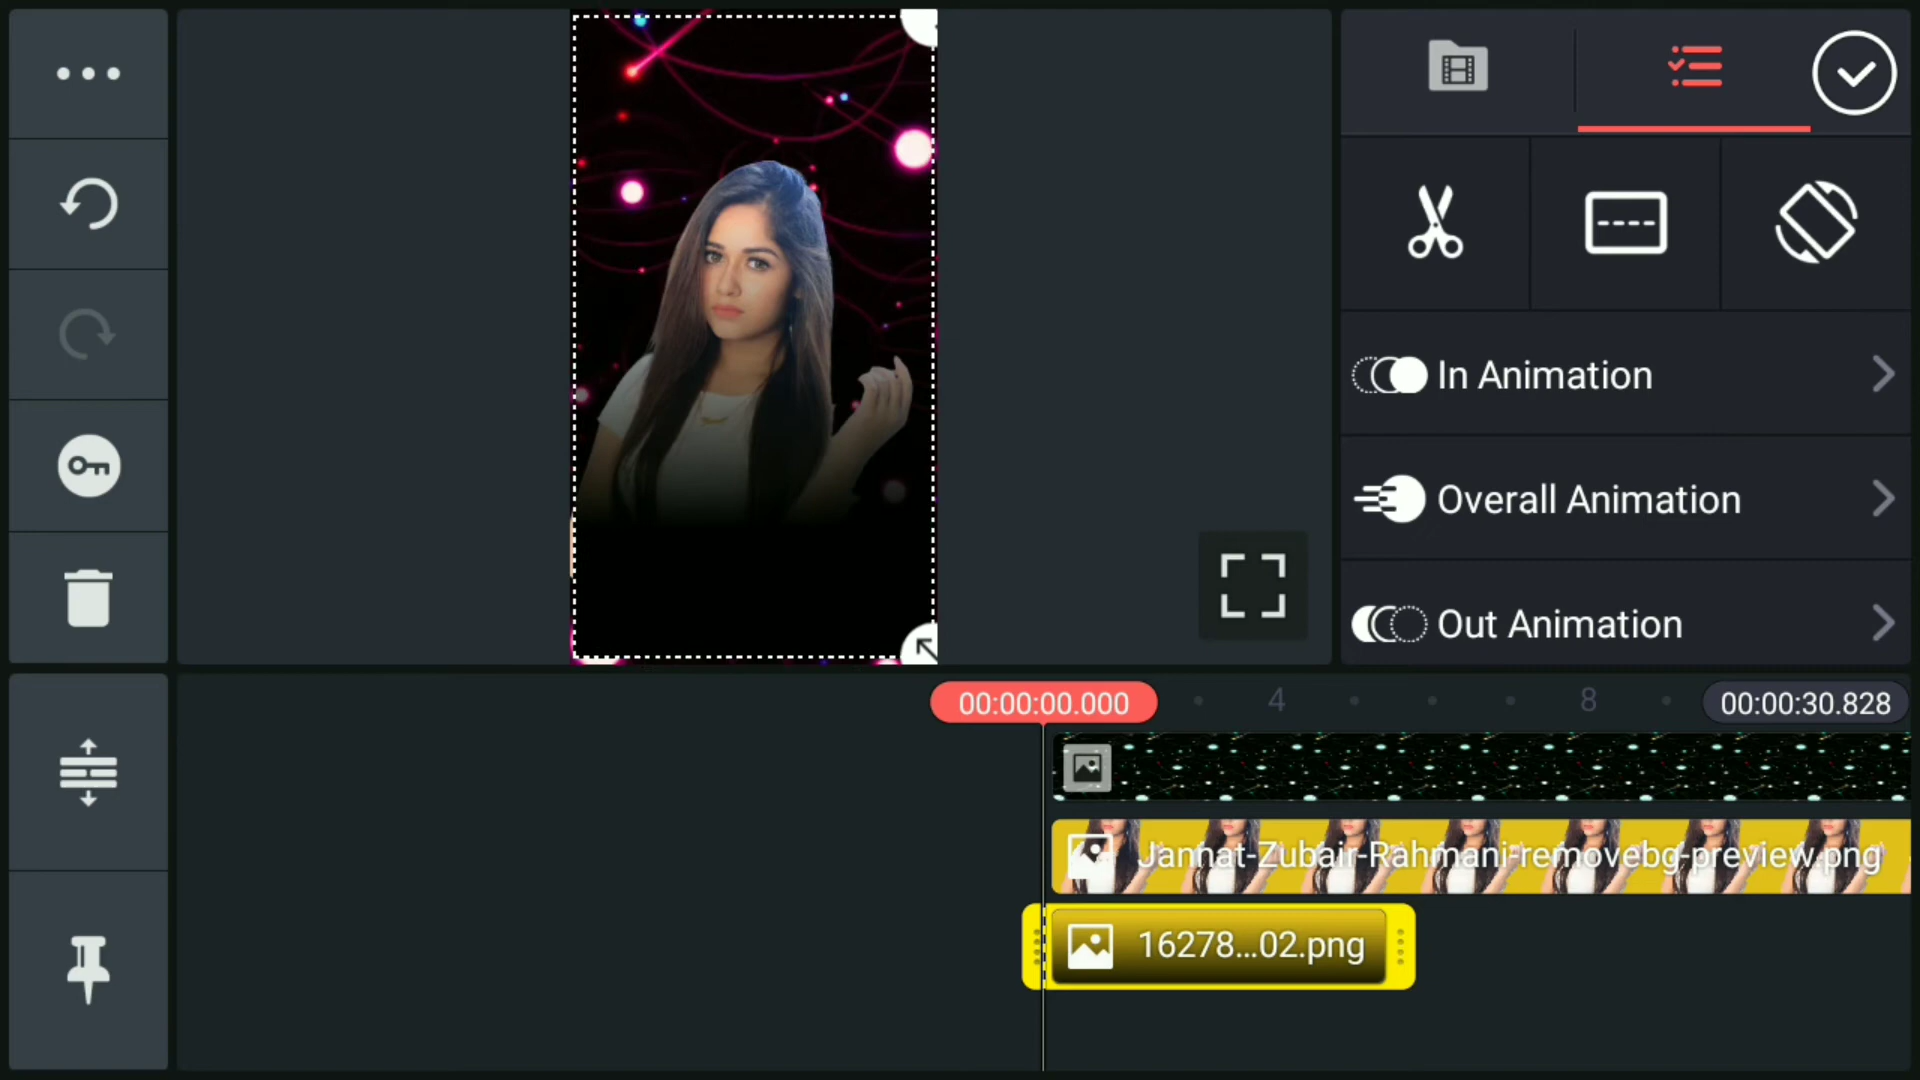 In Animation
Overall Animation
Out Animation
00:00:00.000
4
8
00:00:30.828
Jannat-Zubair-Rahmani-removebg-preview.png
16278...02.png